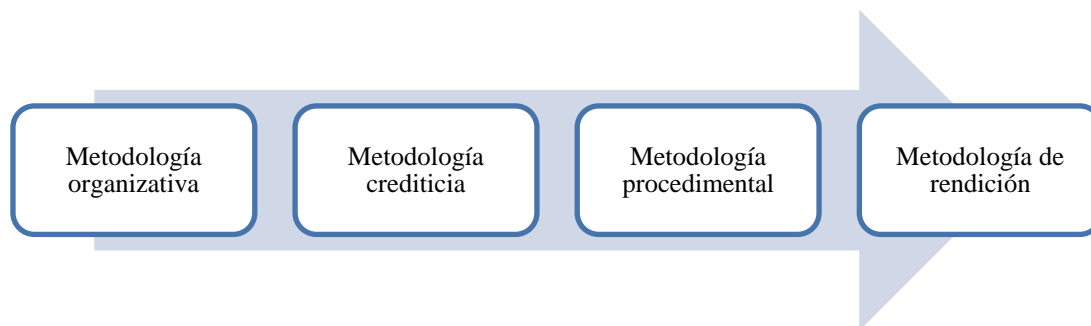 Metodología
organizativa
Metodología
crediticia
Metodología
procedimental
Metodología de
rendición